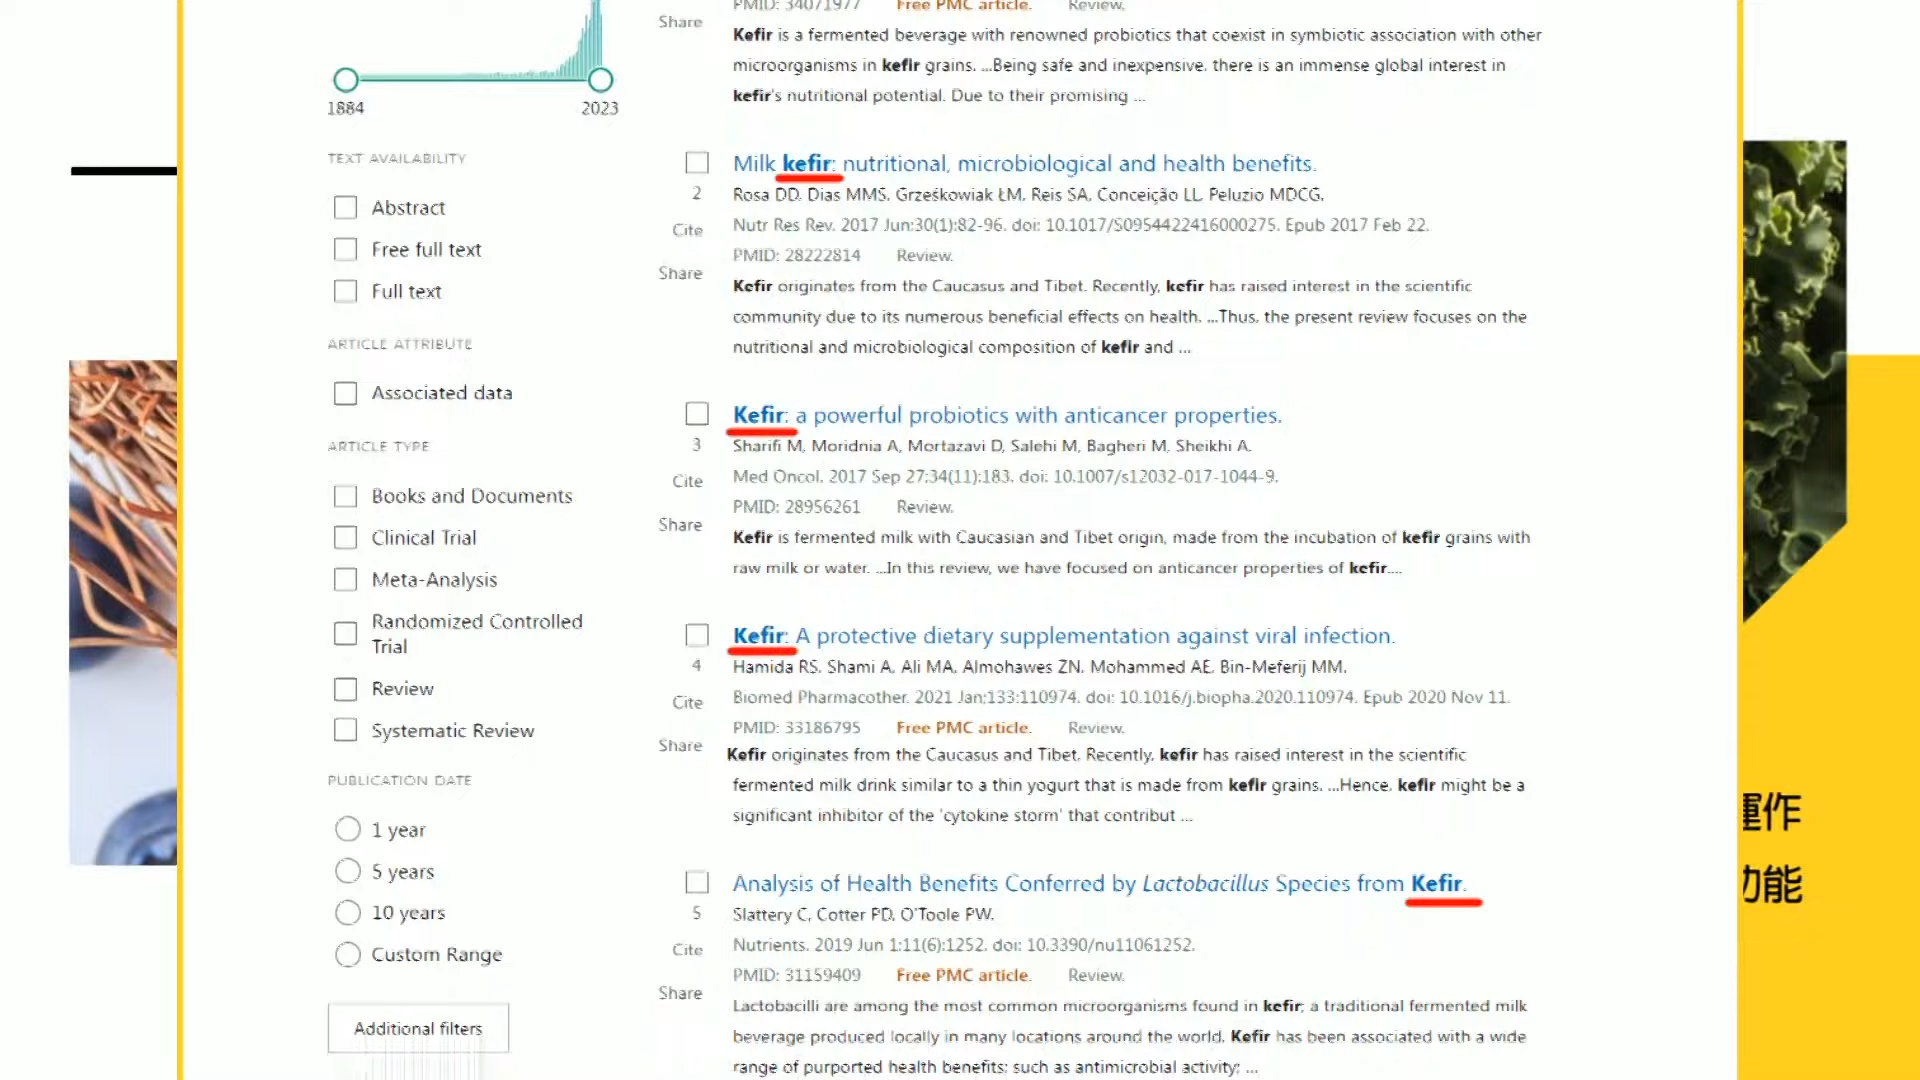 1884
2023
TEXT AVAILABILITY
Abstract
Free full text
Full text
ARTICLE ATTRIBUTE
Associated data
ARTICLE TYPE
Books and Documents
Clinical Trial
Meta-Analysis
Randomized Controlled
Trial
Review
Systematic Review
PUBLICATION DATE
1 year
5 years
10 years
Custom Range
Additional filters
PMID: 34071977 Free PMC article. Review.
Share
Kefir is a fermented beverage with renowned probiotics that coexist in symbiotic association with other
microorganisms in kefir grains. ...Being safe and inexpensive, there is an immense global interest in
kefir's nutritional potential. Due to their promising ...
Milk kefir: nutritional, microbiological and health benefits.
2
Rosa DD, Dias MMS, Grześkowiak ŁM, Reis SA, Conceição LL, Peluzio MDCG.
Cite
Nutr Res Rev. 2017 Jun;30(1):82-96. doi: 10.1017/S0954422416000275. Epub 2017 Feb 22.
PMID: 28222814 Review.
Share
Kefir originates from the Caucasus and Tibet. Recently, kefir has raised interest in the scientific
community due to its numerous beneficial effects on health. ...Thus, the present review focuses on the
nutritional and microbiological composition of kefir and ...
Kefir: a powerful probiotics with anticancer properties.
3
Sharifi M, Moridnia A, Mortazavi D, Salehi M, Bagheri M, Sheikhi A.
Cite
Med Oncol. 2017 Sep 27;34(11):183. doi: 10.1007/s12032-017-1044-9.
PMID: 28956261 Review.
Share
Kefir is fermented milk with Caucasian and Tibet origin, made from the incubation of kefir grains with
raw milk or water. ...In this review, we have focused on anticancer properties of kefir....
Kefir: A protective dietary supplementation against viral infection.
4
Hamida RS, Shami A, Ali MA, Almohawes ZN, Mohammed AE, Bin-Meferij MM.
Cite
Biomed Pharmacother. 2021 Jan;133:110974. doi: 10.1016/j.biopha.2020.110974. Epub 2020 Nov 11.
PMID: 33186795 Free PMC article. Review.
Share
Kefir originates from the Caucasus and Tibet. Recently, kefir has raised interest in the scientific
fermented milk drink similar to a thin yogurt that is made from kefir grains. ...Hence, kefir might be a
significant inhibitor of the 'cytokine storm' that contribut ...
Analysis of Health Benefits Conferred by Lactobacillus Species from Kefir.
5
Slattery C, Cotter PD, O'Toole PW.
Cite
Nutrients. 2019 Jun 1;11(6):1252. doi: 10.3390/nu11061252.
PMID: 31159409 Free PMC article. Review.
Share
Lactobacilli are among the most common microorganisms found in kefir; a traditional fermented milk
beverage produced locally in many locations around the world. Kefir has been associated with a wide
range of purported health benefits; such as antimicrobial activity; ...
運作
功能